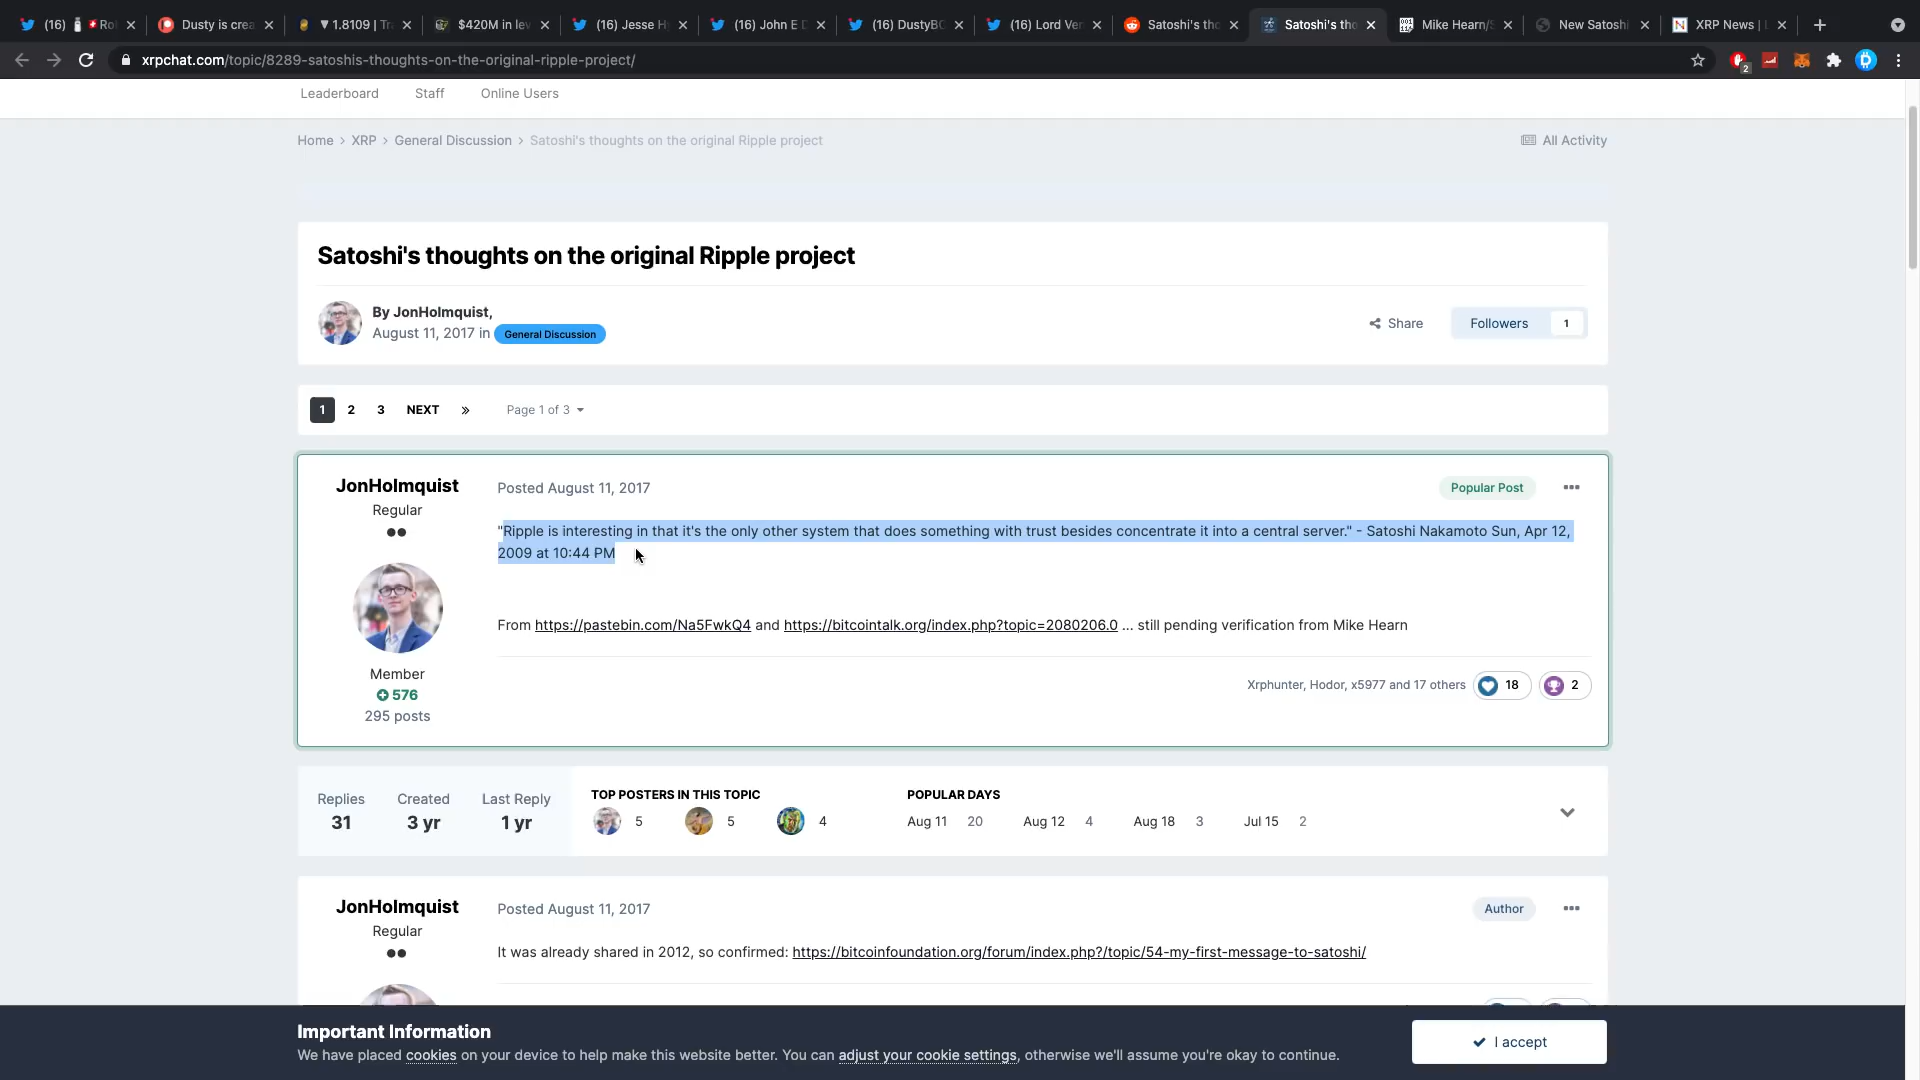 (16) Ro
Dusty is crea
▼ 1.8109 | Tr
$420M in lev
(16) Jesse H
(16) John E D
(16) DustyBC
(16) Lord Ver
Satoshi's tho
Satoshi's tho
Mike Hearn/S
New Satoshi
XRP News |
xrpchat.com/topic/8289-satoshis-thoughts-on-the-original-ripple-project/
2
Leaderboard Staff Online Users
Home > XRP > General Discussion > Satoshi's thoughts on the original Ripple project
All Activity
Satoshi's thoughts on the original Ripple project
By JonHolmquist,
August 11, 2017 in General Discussion
Share
Followers 1
1 2 3 NEXT » Page 1 of 3
JonHolmquist
Regular
Posted August 11, 2017
Popular Post
"Ripple is interesting in that it's the only other system that does something with trust besides concentrate it into a central server." - Satoshi Nakamoto Sun, Apr 12,
2009 at 10:44 PM
From https://pastebin.com/Na5FwkQ4 and https://bitcointalk.org/index.php?topic=2080206.0 ... still pending verification from Mike Hearn
Member
576
295 posts
Xrphunter, Hodor, x5977 and 17 others 18 2
Replies Created Last Reply
31 3 yr 1 yr
TOP POSTERS IN THIS TOPIC
5 5 4
POPULAR DAYS
Aug 11 20 Aug 12 4 Aug 18 3 Jul 15 2
JonHolmquist
Regular
Posted August 11, 2017
Author
It was already shared in 2012, so confirmed: https://bitcoinfoundation.org/forum/index.php?/topic/54-my-first-message-to-satoshi/
Important Information
We have placed cookies on your device to help make this website better. You can adjust your cookie settings, otherwise we'll assume you're okay to continue.
I accept